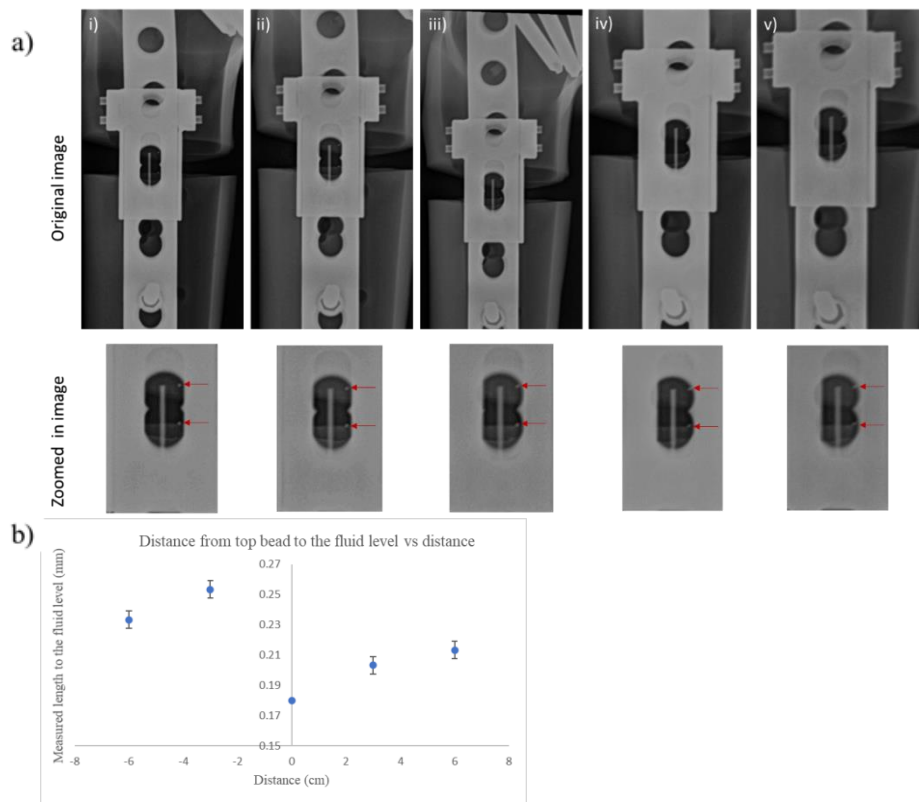 a)
i)
ii)
iii)
iv)
v)
Original image
Zoomed in image
b)
Distance from top bead to the fluid level vs distance
Measured length to the fluid level (mm)
0.27
0.25
0.23
0.21
0.19
0.17
0.15
-8 -6 -4 -2 0 2 4 6 8
Distance (cm)